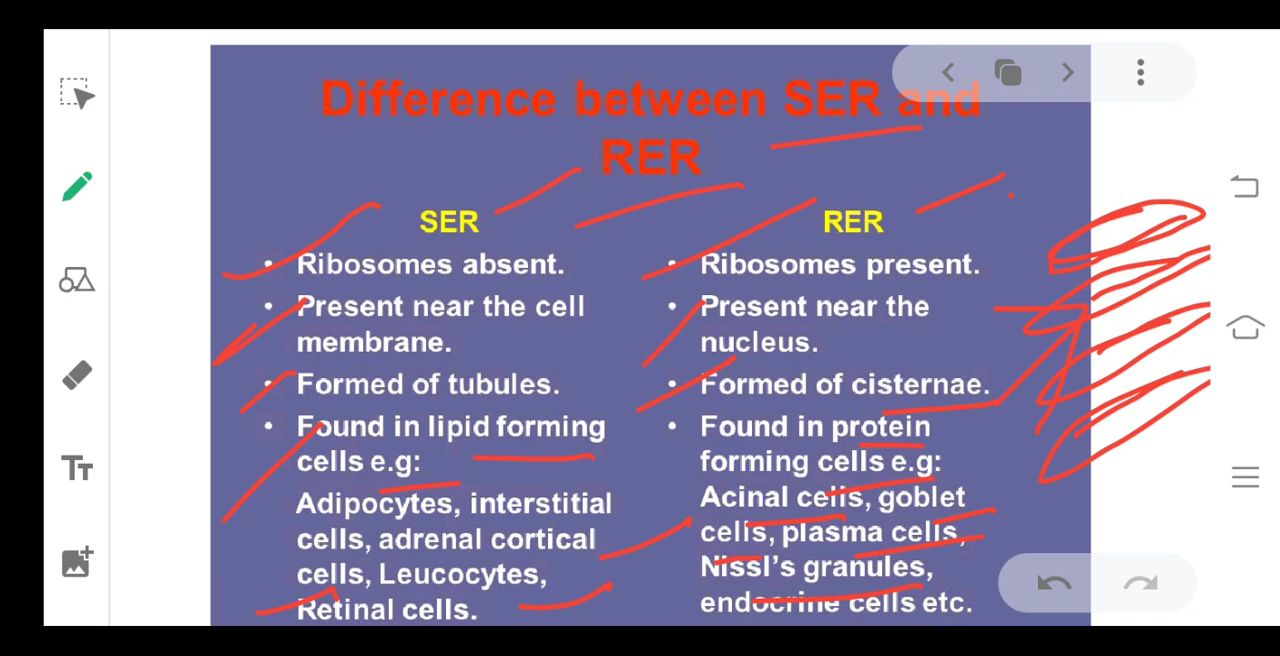 Difference between SER and
RER
SER
• Ribosomes absent.
• Present near the cell
membrane.
• Formed of tubules.
• Found in lipid forming
cells e.g:
Adipocytes, interstitial
cells, adrenal cortical
cells, Leucocytes,
Retinal cells.
RER
• Ribosomes present.
• Present near the
nucleus.
• Formed of cisternae.
• Found in protein
forming cells e.g:
Acinal cells, goblet
cells, plasma cells,
Nissl's granules,
endocrine cells etc.
TT